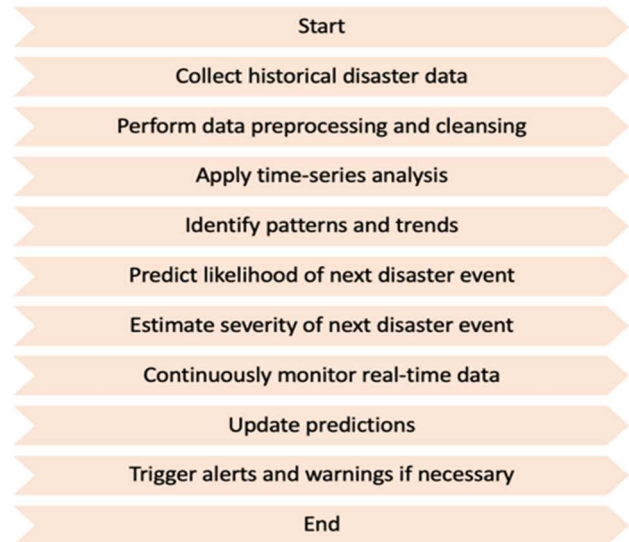 Start
Collect historical disaster data
Perform data preprocessing and cleansing
Apply time-series analysis
Identify patterns and trends
Predict likelihood of next disaster event
Estimate severity of next disaster event
Continuously monitor real-time data
Update predictions
Trigger alerts and warnings if necessary
End